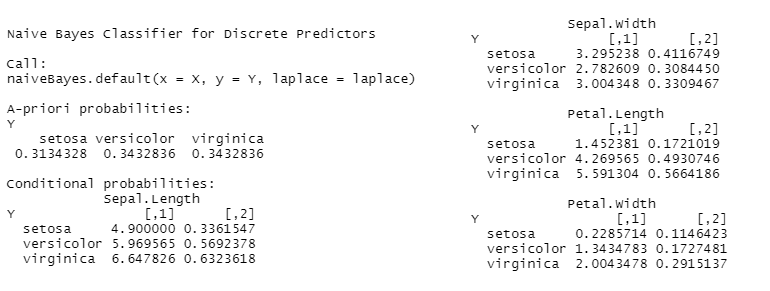 Naive Bayes Classifier for Discrete Predictors
Call:
naiveBayes.default(x = X, y = Y, laplace = laplace)
A-priori probabilities:
Y
setosa versicolor virginica
0.3134328 0.3432836 0.3432836
Conditional probabilities:
Sepal.Length
Y [,1] [,2]
setosa 4.900000 0.3361547
versicolor 5.969565 0.5692378
virginica 6.647826 0.6323618
Sepal.Width
Y [,1] [,2]
setosa 3.295238 0.4116749
versicolor 2.782609 0.3084450
virginica 3.004348 0.3309467
Petal.Length
Y [,1] [,2]
setosa 1.452381 0.1721019
versicolor 4.269565 0.4930746
virginica 5.591304 0.5664186
Petal.Width
Y [,1] [,2]
setosa 0.2285714 0.1146423
versicolor 1.3434783 0.1727481
virginica 2.0043478 0.2915137